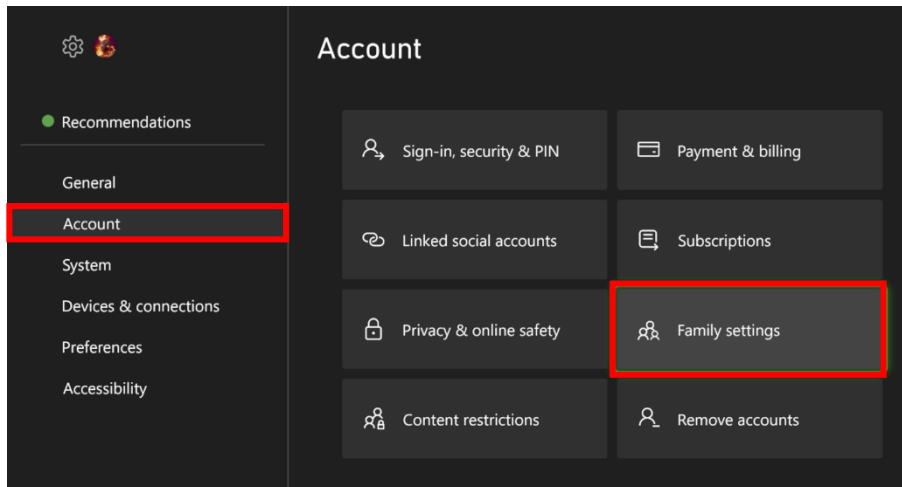 Account
Recommendations
General
Account
System
Devices & connections
Preferences
Accessibility
Sign-in, security & PIN
Payment & billing
Linked social accounts
Subscriptions
Privacy & online safety
Family settings
Content restrictions
Remove accounts